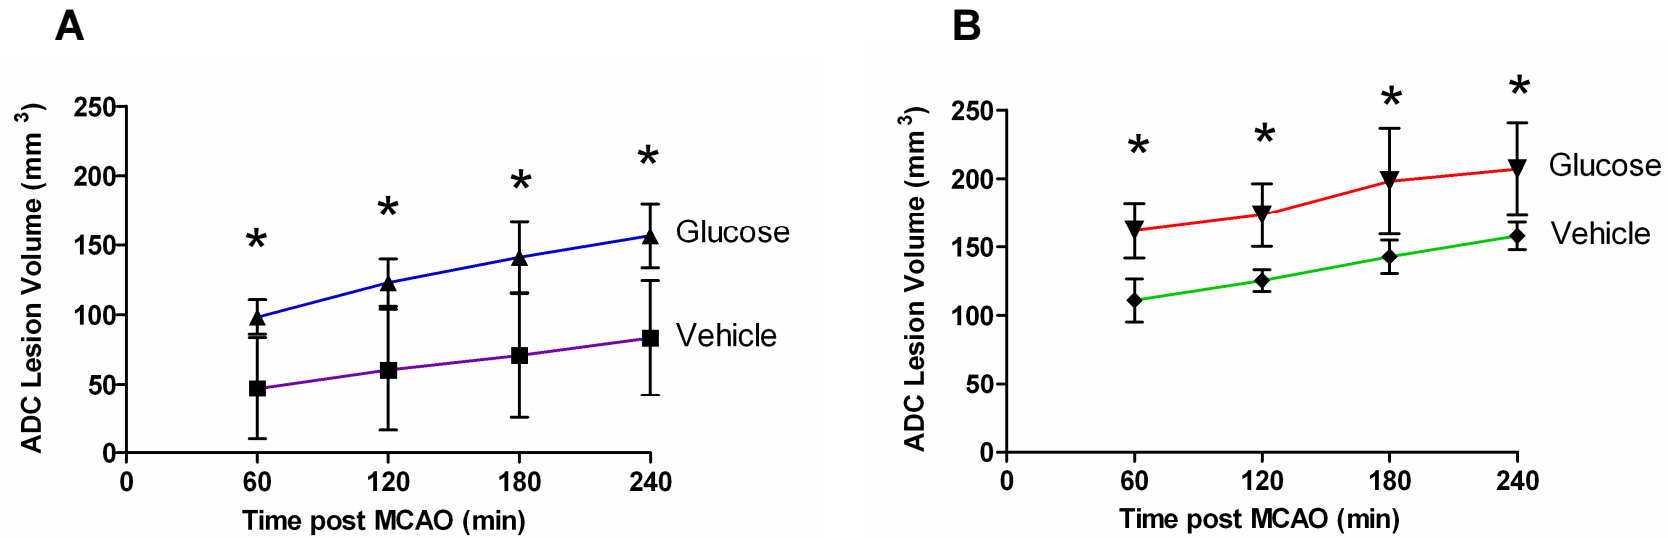 A
250
200
150
100
50
0
ADC Lesion Volume (mm 3)
*
*
*
*
Glucose
Vehicle
0 60 120 180 240
Time post MCAO (min)
B
250
200
150
100
50
0
ADC Lesion Volume (mm 3)
*
*
*
*
Glucose
Vehicle
0 60 120 180 240
Time post MCAO (min)